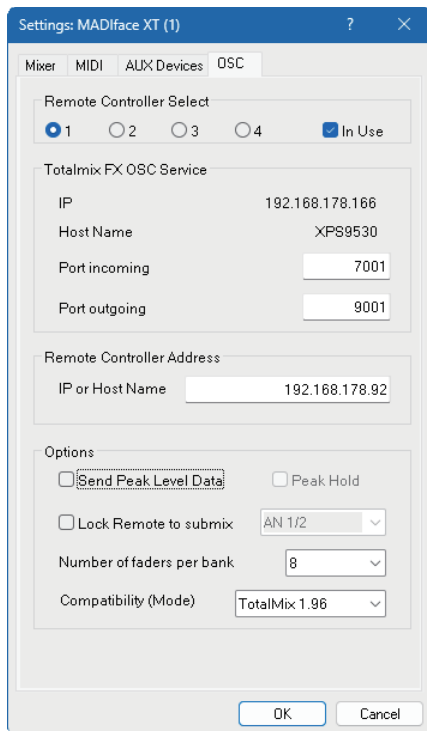 Settings: MADIface XT (1) ?
Mixer MIDI AUX Devices OSC
Remote Controller Select
1 2 3 4 In Use
Totalmix FX OSC Service
IP 192.168.178.166
Host Name XPS9530
Port incoming 7001
Port outgoing 9001
Remote Controller Address
IP or Host Name 192.168.178.92
Options
Send Peak Level Data Peak Hold
Lock Remote to submix AN 1/2
Number of faders per bank 8
Compatibility (Mode) TotalMix 1.96
OK Cancel